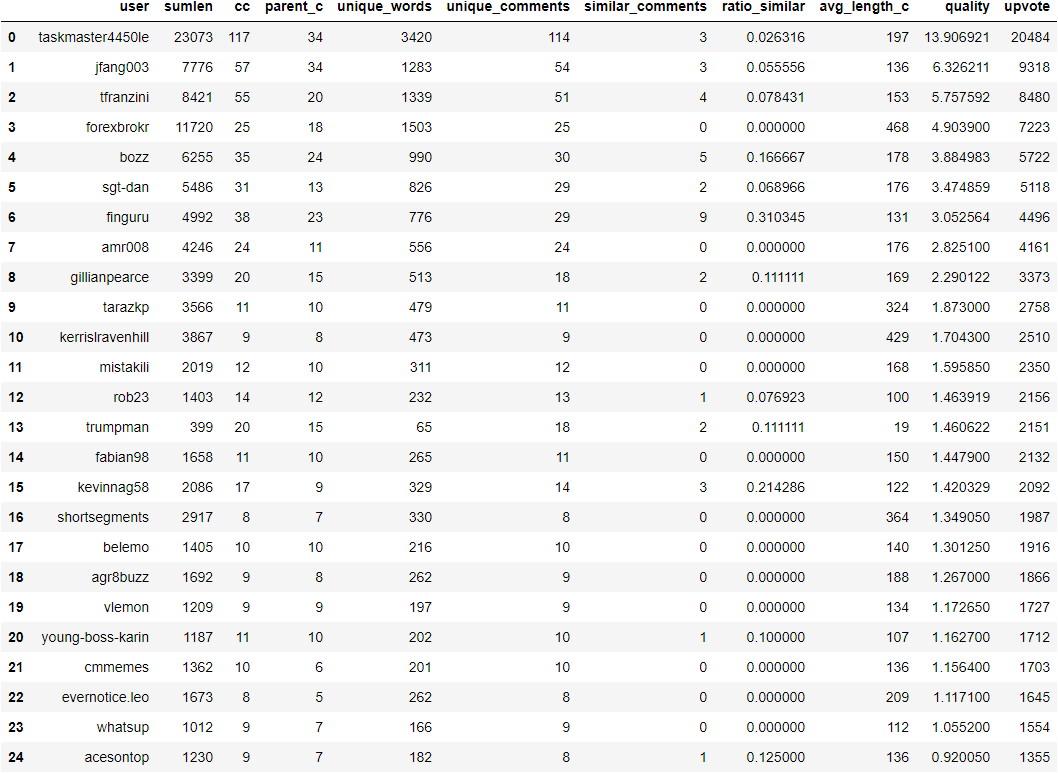 user sumlen cc parent_c unique_words unique_comments similar_comments ratio_similar avg_length_c quality upvote
0 taskmaster4450le 23073 117 34 3420 114 3 0.026316 197 13.906921 20484
1 jfang003 7776 57 34 1283 54 3 0.055556 136 6.326211 9318
2 tfranzini 8421 55 20 1339 51 4 0.078431 153 5.757592 8480
3 forexbrokr 11720 25 18 1503 25 0 0.000000 468 4.903900 7223
4 bozz 6255 35 24 990 30 5 0.166667 178 3.884983 5722
5 sgt-dan 5486 31 13 826 29 2 0.068966 176 3.474859 5118
6 finguru 4992 38 23 776 29 9 0.310345 131 3.052564 4496
7 amr008 4246 24 11 556 24 0 0.000000 176 2.825100 4161
8 gillianpearce 3399 20 15 513 18 2 0.111111 169 2.290122 3373
9 tarazkp 3566 11 10 479 11 0 0.000000 324 1.873000 2758
10 kerrislravenhill 3867 9 8 473 9 0 0.000000 429 1.704300 2510
11 mistakili 2019 12 10 311 12 0 0.000000 168 1.595850 2350
12 rob23 1403 14 12 232 13 1 0.076923 100 1.463919 2156
13 trumpman 399 20 15 65 18 2 0.111111 19 1.460622 2151
14 fabian98 1658 11 10 265 11 0 0.000000 150 1.447900 2132
15 kevinnag58 2086 17 9 329 14 3 0.214286 122 1.420329 2092
16 shortsegments 2917 8 7 330 8 0 0.000000 364 1.349050 1987
17 belemo 1405 10 10 216 10 0 0.000000 140 1.301250 1916
18 agr8buzz 1692 9 8 262 9 0 0.000000 188 1.267000 1866
19 vlemon 1209 9 9 197 9 0 0.000000 134 1.172650 1727
20 young-boss-karin 1187 11 10 202 10 1 0.100000 107 1.162700 1712
21 cmmemes 1362 10 6 201 10 0 0.000000 136 1.156400 1703
22 evernotice.leo 1673 8 5 262 8 0 0.000000 209 1.117100 1645
23 whatsup 1012 9 7 166 9 0 0.000000 112 1.055200 1554
24 acesontop 1230 9 7 182 8 1 0.125000 136 0.920050 1355